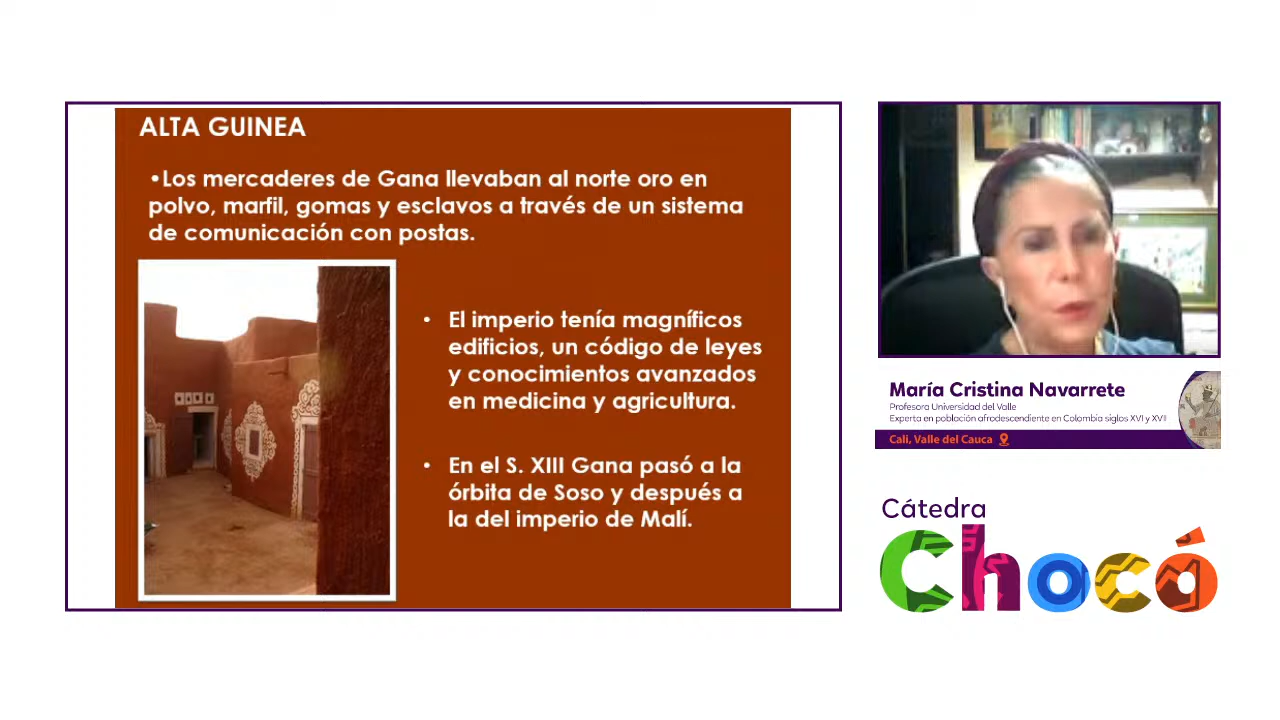 ALTA GUINEA
•Los mercaderes de Gana llevaban al norte oro en
polvo, marfil, gomas y esclavos a través de un sistema
de comunicación con postas.
• El imperio tenía magníficos
edificios, un código de leyes
y conocimientos avanzados
en medicina y agricultura.
• En el S. XIII Gana pasó a la
órbita de Soso y después a
la del imperio de Malí.
María Cristina Navarrete
Profesora Universidad del Valle
Experta en población afrodescendiente en Colombia siglos XVI y XVII
Cali, Valle del Cauca
Cátedra
Chocó